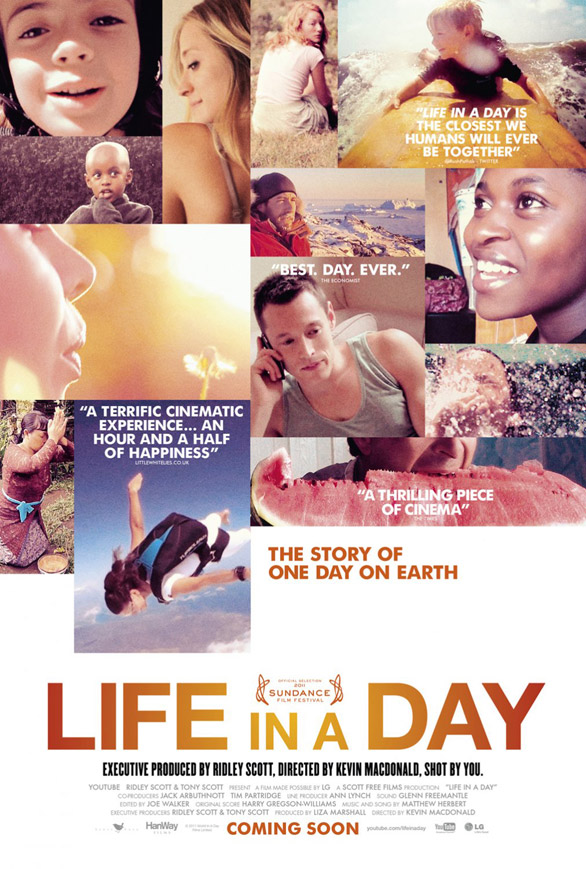 "LIFE IN A DAY IS
THE CLOSEST WE
HUMANS WILL EVER
BE TOGETHER"
"BEST. DAY. EVER."
THE ECONOMIST
"A TERRIFIC CINEMATIC
EXPERIENCE... AN
HOUR AND A HALF
OF HAPPINESS"
LITTLEWHITELIES.CO.UK
"A THRILLING PIECE
OF CINEMA"
THE TIMES
THE STORY OF
ONE DAY ON EARTH
OFFICIAL SELECTION
2011
SUNDANCE
FILM FESTIVAL
LIFE IN A DAY
EXECUTIVE PRODUCED BY RIDLEY SCOTT, DIRECTED BY KEVIN MACDONALD, SHOT BY YOU.
YOUTUBE RIDLEY SCOTT & TONY SCOTT PRESENT A FILM MADE POSSIBLE BY LG A SCOTT FREE FILMS PRODUCTION "LIFE IN A DAY"
CO-PRODUCERS JACK ARBUTHNOTT TIM PARTRIDGE LINE PRODUCER ANN LYNCH SOUND GLENN FREEMANTLE
EDITED BY JOE WALKER ORIGINAL SCORE HARRY GREGSON-WILLIAMS MUSIC AND SONG BY MATTHEW HERBERT
EXECUTIVE PRODUCERS RIDLEY SCOTT & TONY SCOTT PRODUCED BY LIZA MARSHALL DIRECTED BY KEVIN MACDONALD
HanWay
FILMS
COMING SOON
youtube.com/lifeinaday
YouTube
LG